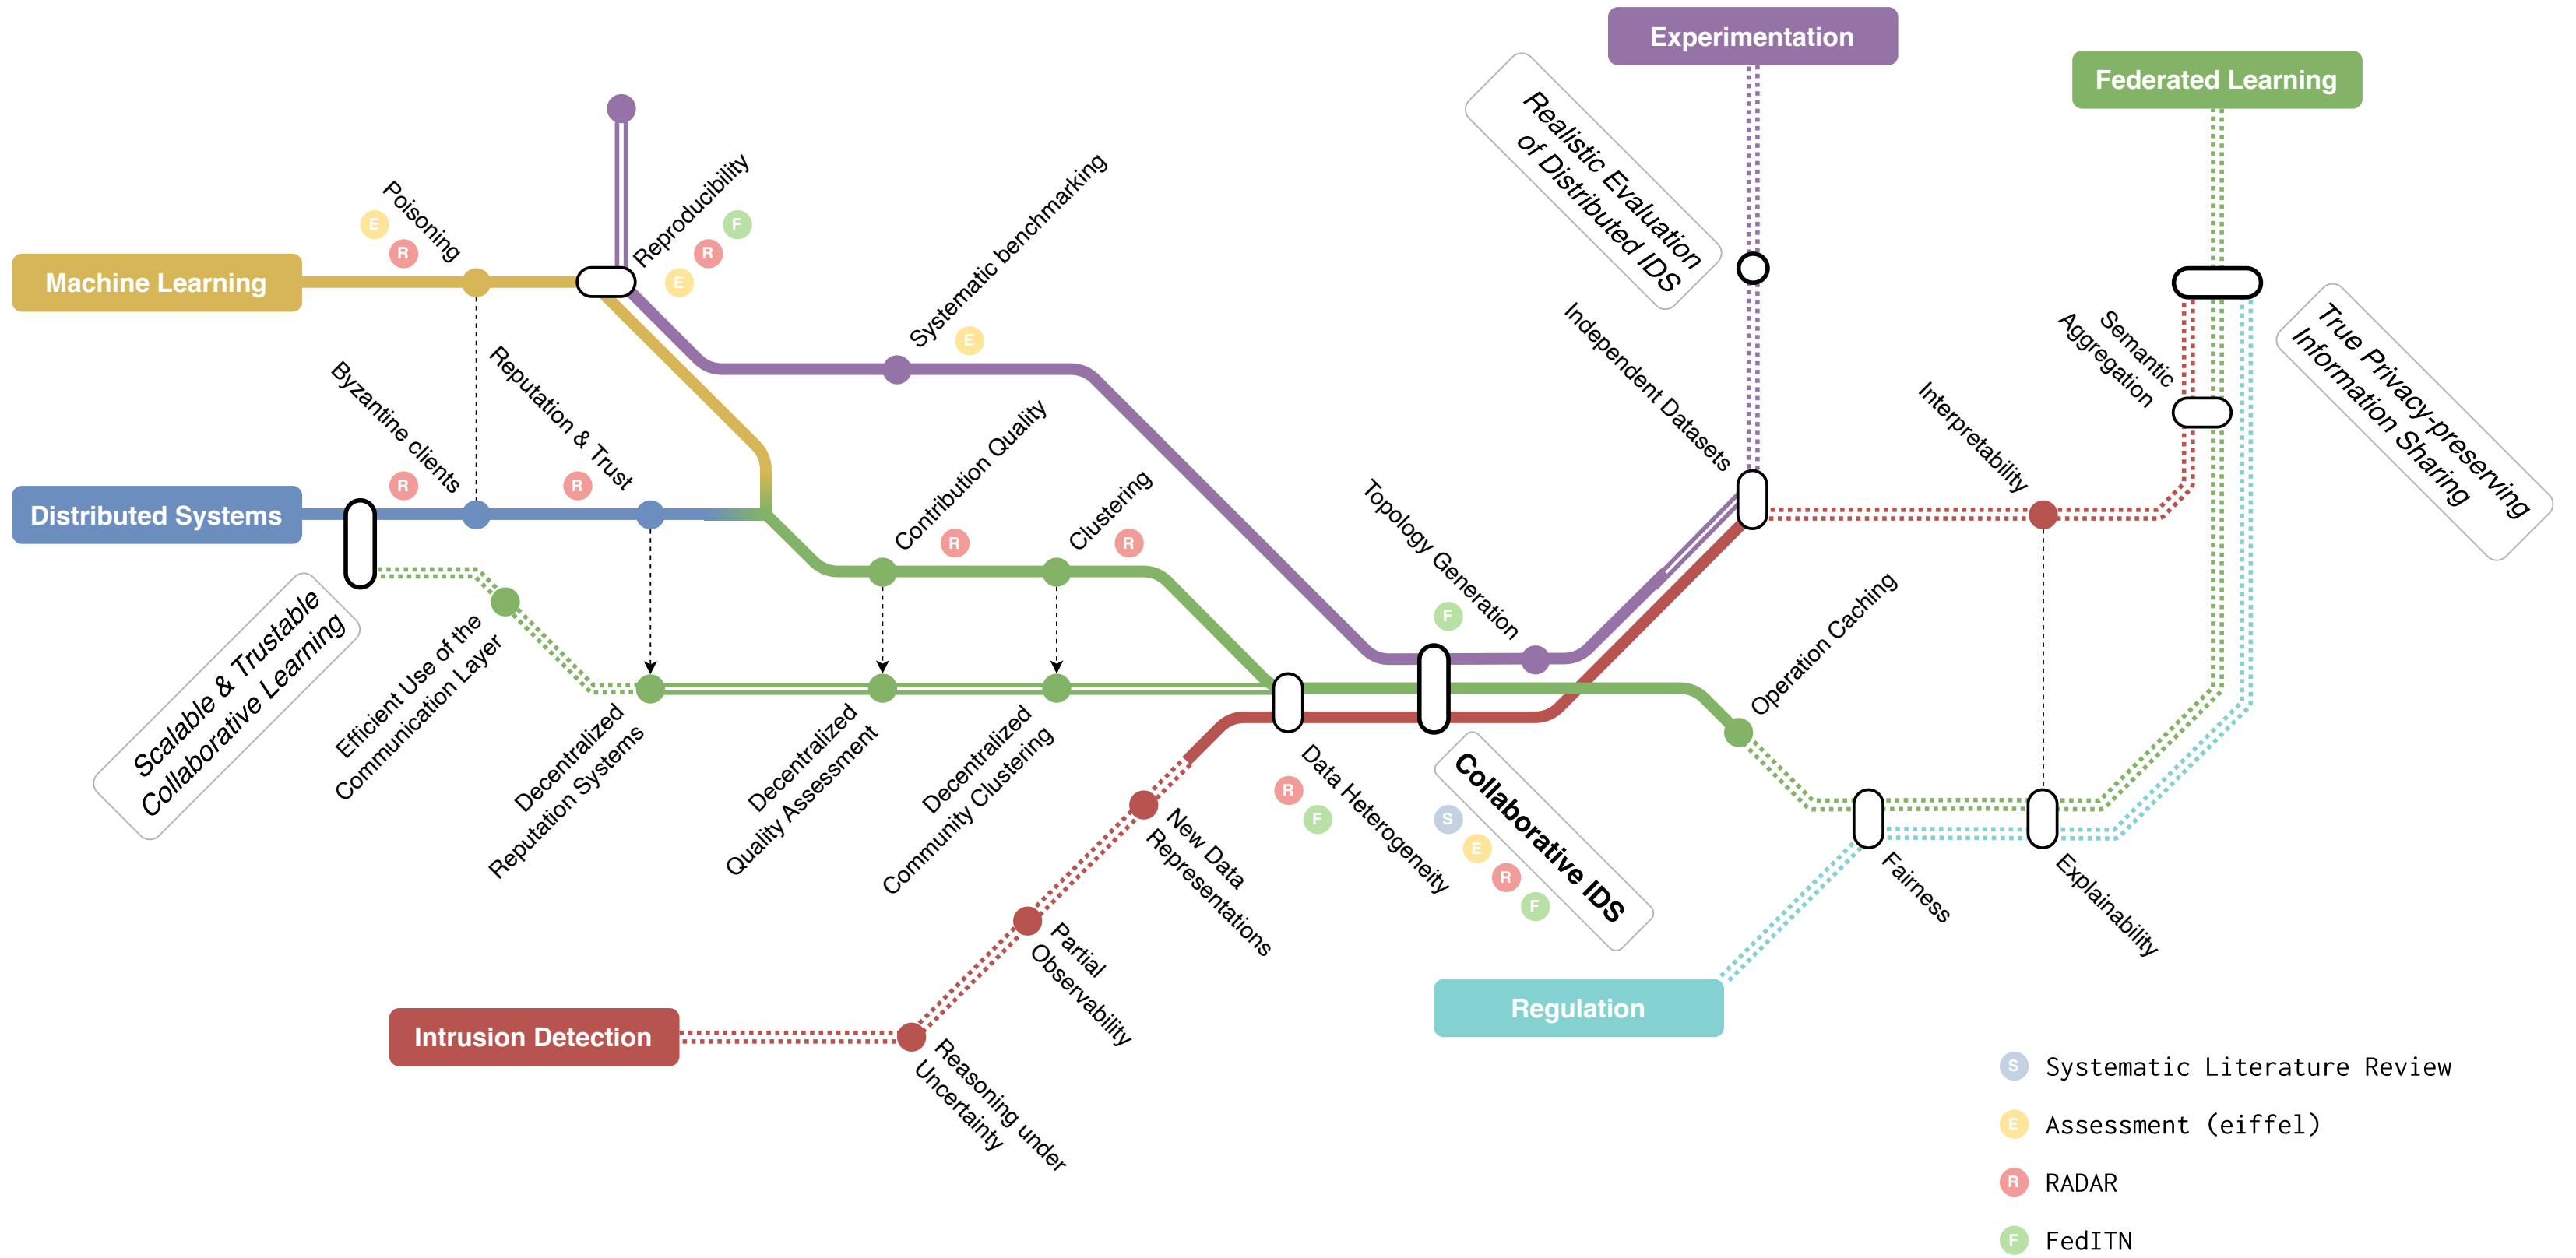 Experimentation
Federated Learning
Realistic Evaluation
of Distributed IDS
Poisoning
E
R
Reproducibility
F
R
E
Machine Learning
Systematic benchmarking
E
Independent Datasets
Semantic
Aggregation
True Privacy-preserving
Information Sharing
Byzantine clients
R
Reputation & Trust
R
Contribution Quality
R
Clustering
R
Topology Generation
F
Interpretability
Distributed Systems
Scalable & Trustable
Collaborative Learning
Efficient Use of the
Communication Layer
Decentralized
Reputation Systems
Decentralized
Quality Assessment
Decentralized
Community Clustering
Operation Caching
Data Heterogeneity
R
F
Collaborative IDS
S
E
R
F
New Data
Representations
Partial
Observability
Reasoning under
Uncertainty
Fairness
Explainability
Intrusion Detection
Regulation
S Systematic Literature Review
E Assessment (eiffel)
R RADAR
F FedITN